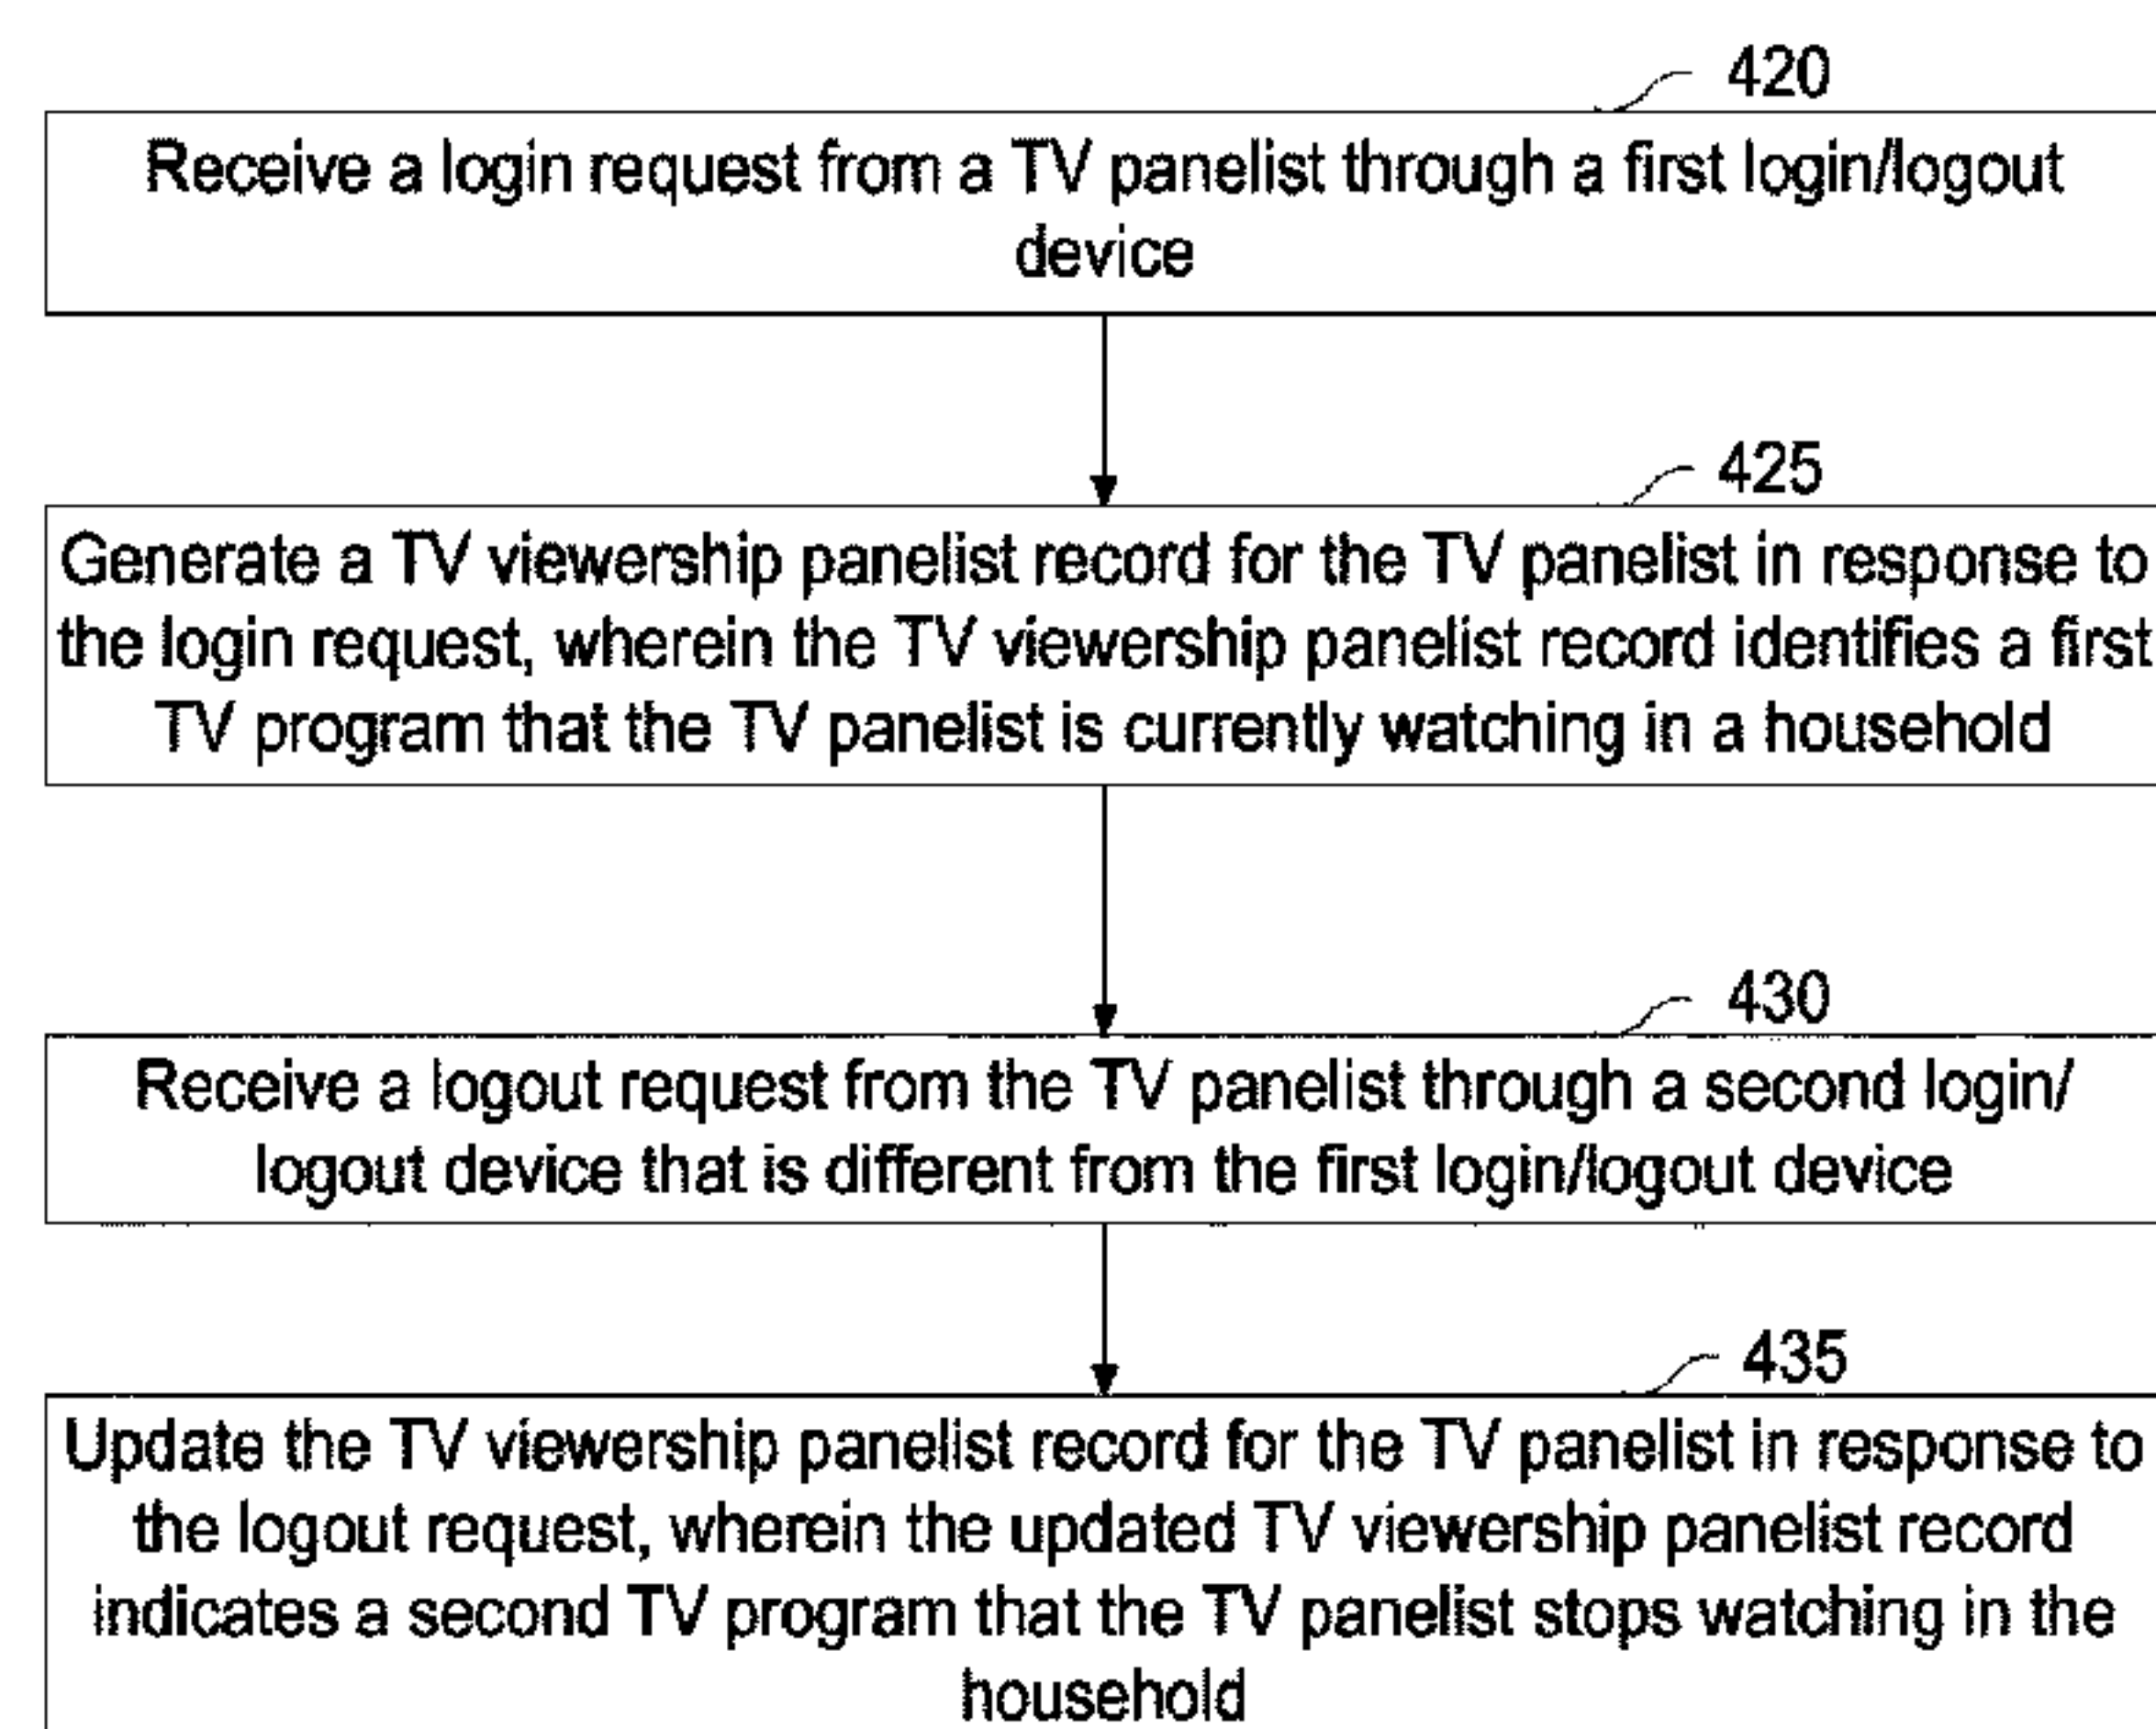 420
Receive a login request from a TV panelist through a first login/logout
device
425
Generate a TV viewership panelist record for the TV panelist in response to
the login request, wherein the TV viewership panelist record identifies a first
TV program that the TV panelist is currently watching in a household
430
Receive a logout request from the TV panelist through a second login/
logout device that is different from the first login/logout device
435
Update the TV viewership panelist record for the TV panelist in response to
the logout request, wherein the updated TV viewership panelist record
indicates a second TV program that the TV panelist stops watching in the
household